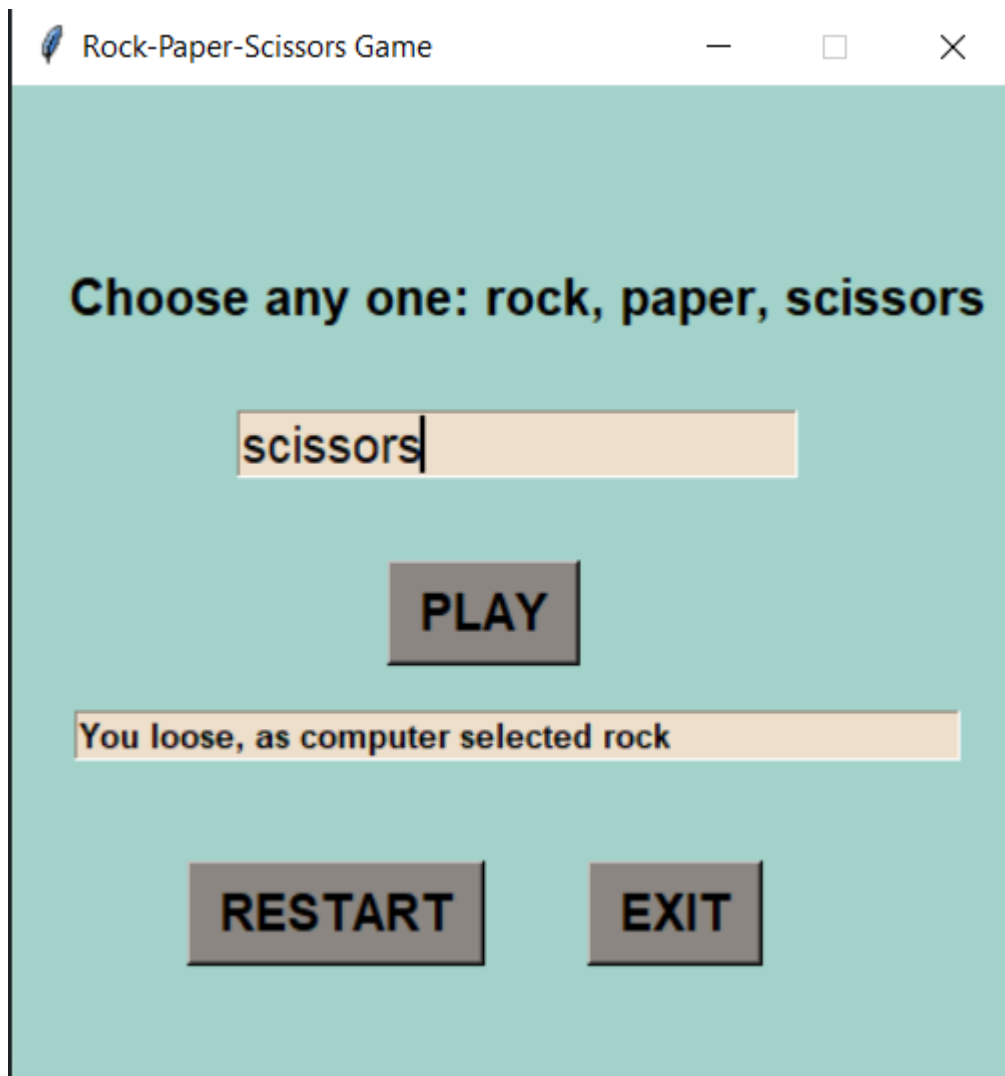 Rock-Paper-Scissors Game
Choose any one: rock, paper, scissors
scissors
PLAY
You loose, as computer selected rock
RESTART EXIT